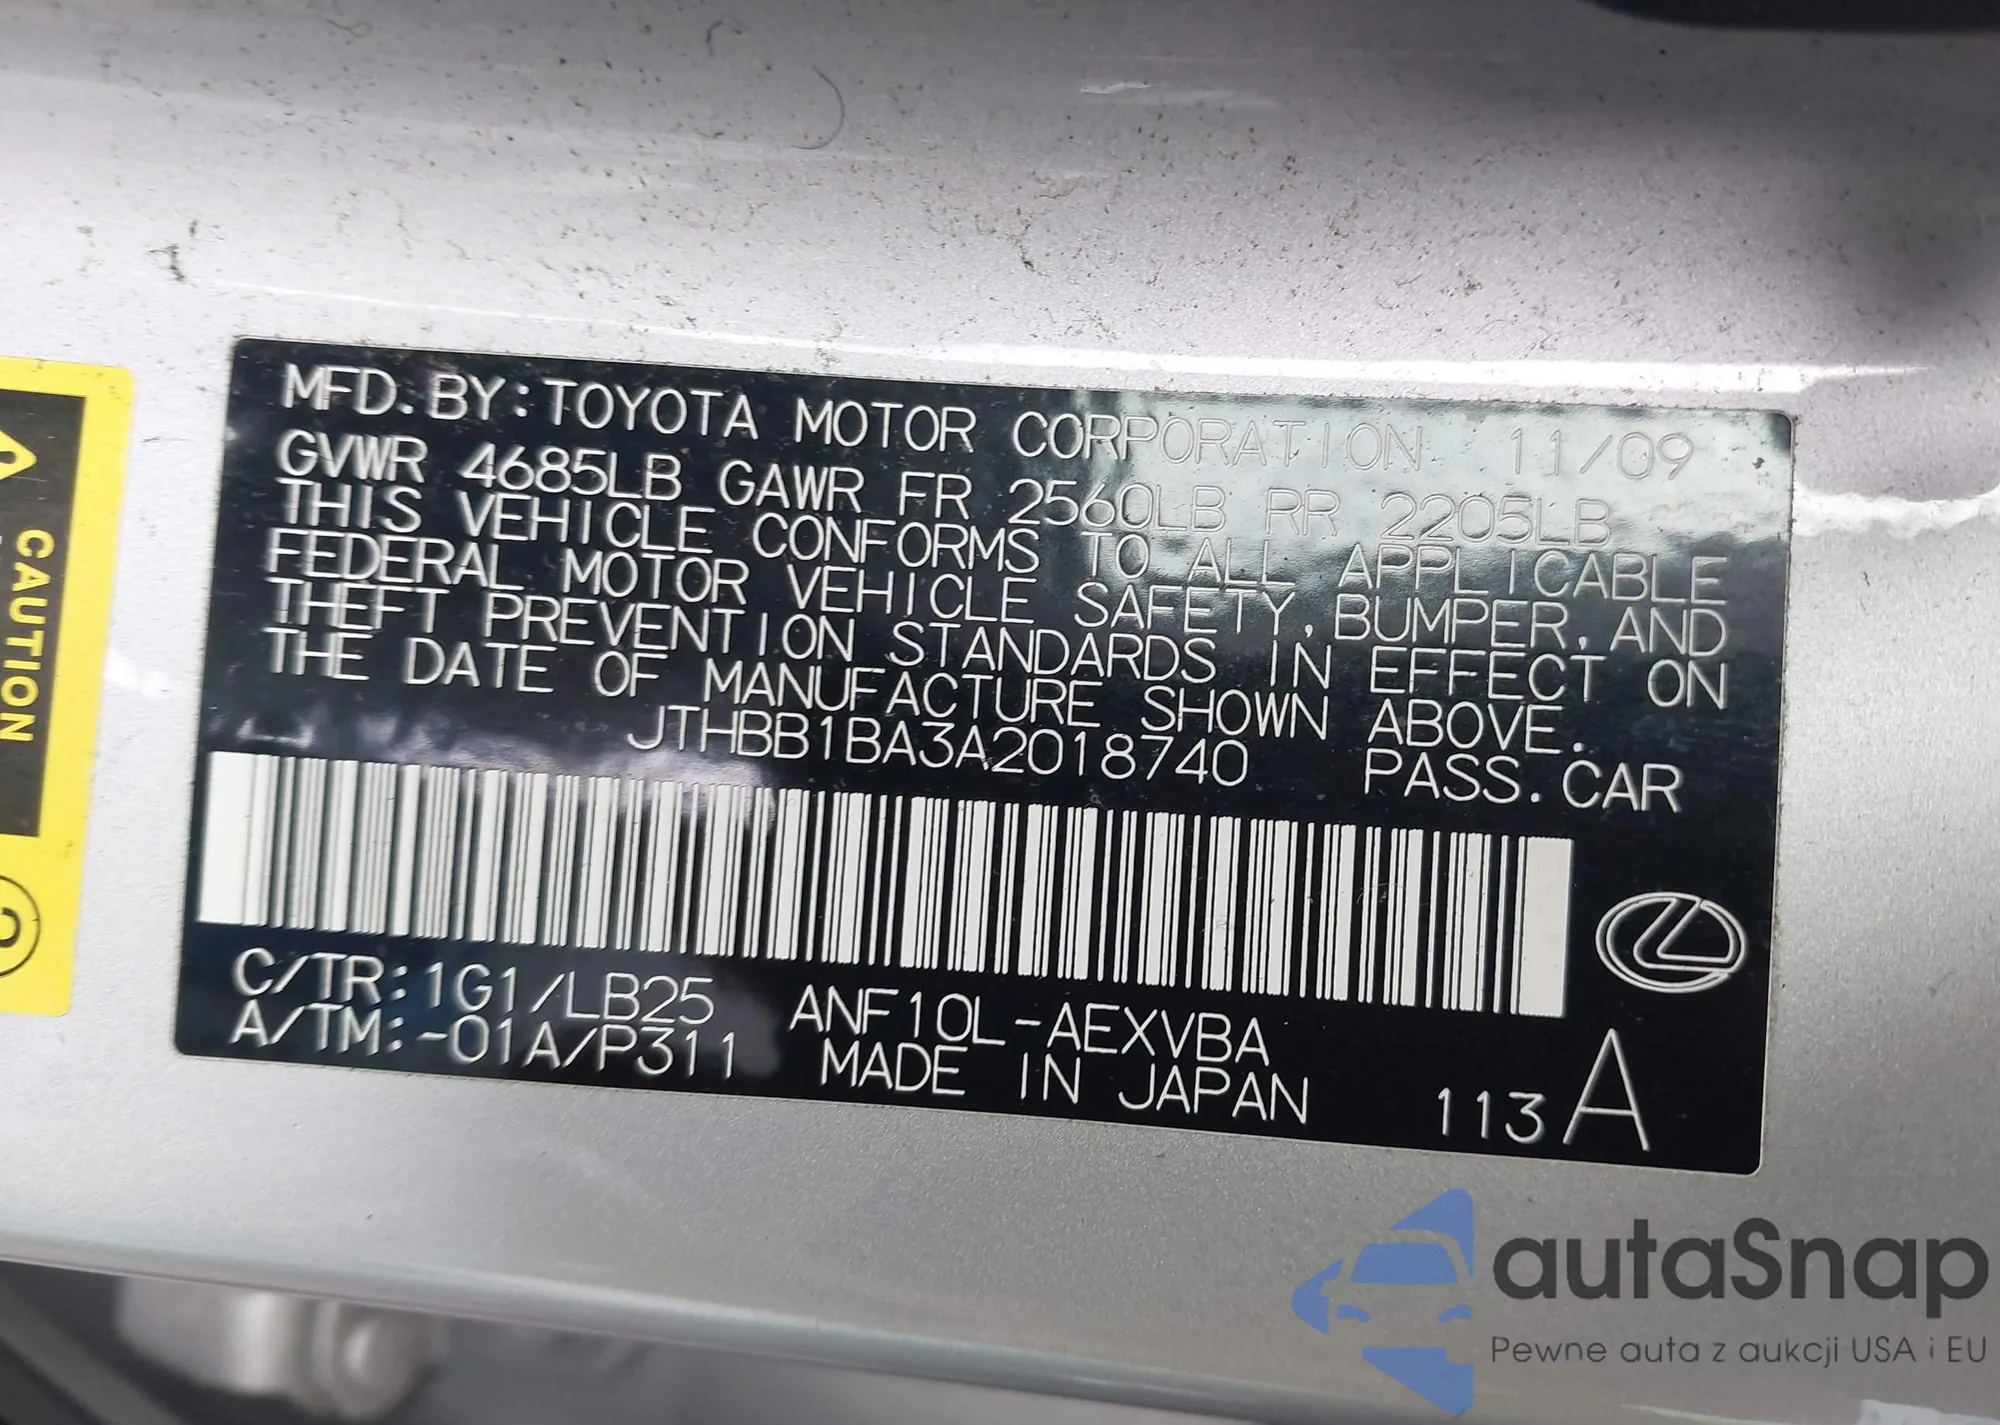 MFD.BY:TOYOTA MOTOR CORPORATION 11/09
GVWR 4685LB GAWR FR 2560LB RR 2205LB
THIS VEHICLE CONFORMS TO ALL APPLICABLE
FEDERAL MOTOR VEHICLE SAFETY,BUMPER,AND
THEFT PREVENTION STANDARDS IN EFFECT ON
THE DATE OF MANUFACTURE SHOWN ABOVE.
JTHBB1BA3A2018740 PASS.CAR
C/TR:1G1/LB25 ANF10L-AEXVBA
A/TM:-01A/P311 MADE IN JAPAN 113A
CAUTION
autaSnap
Pewne auta z aukcji USA i EU